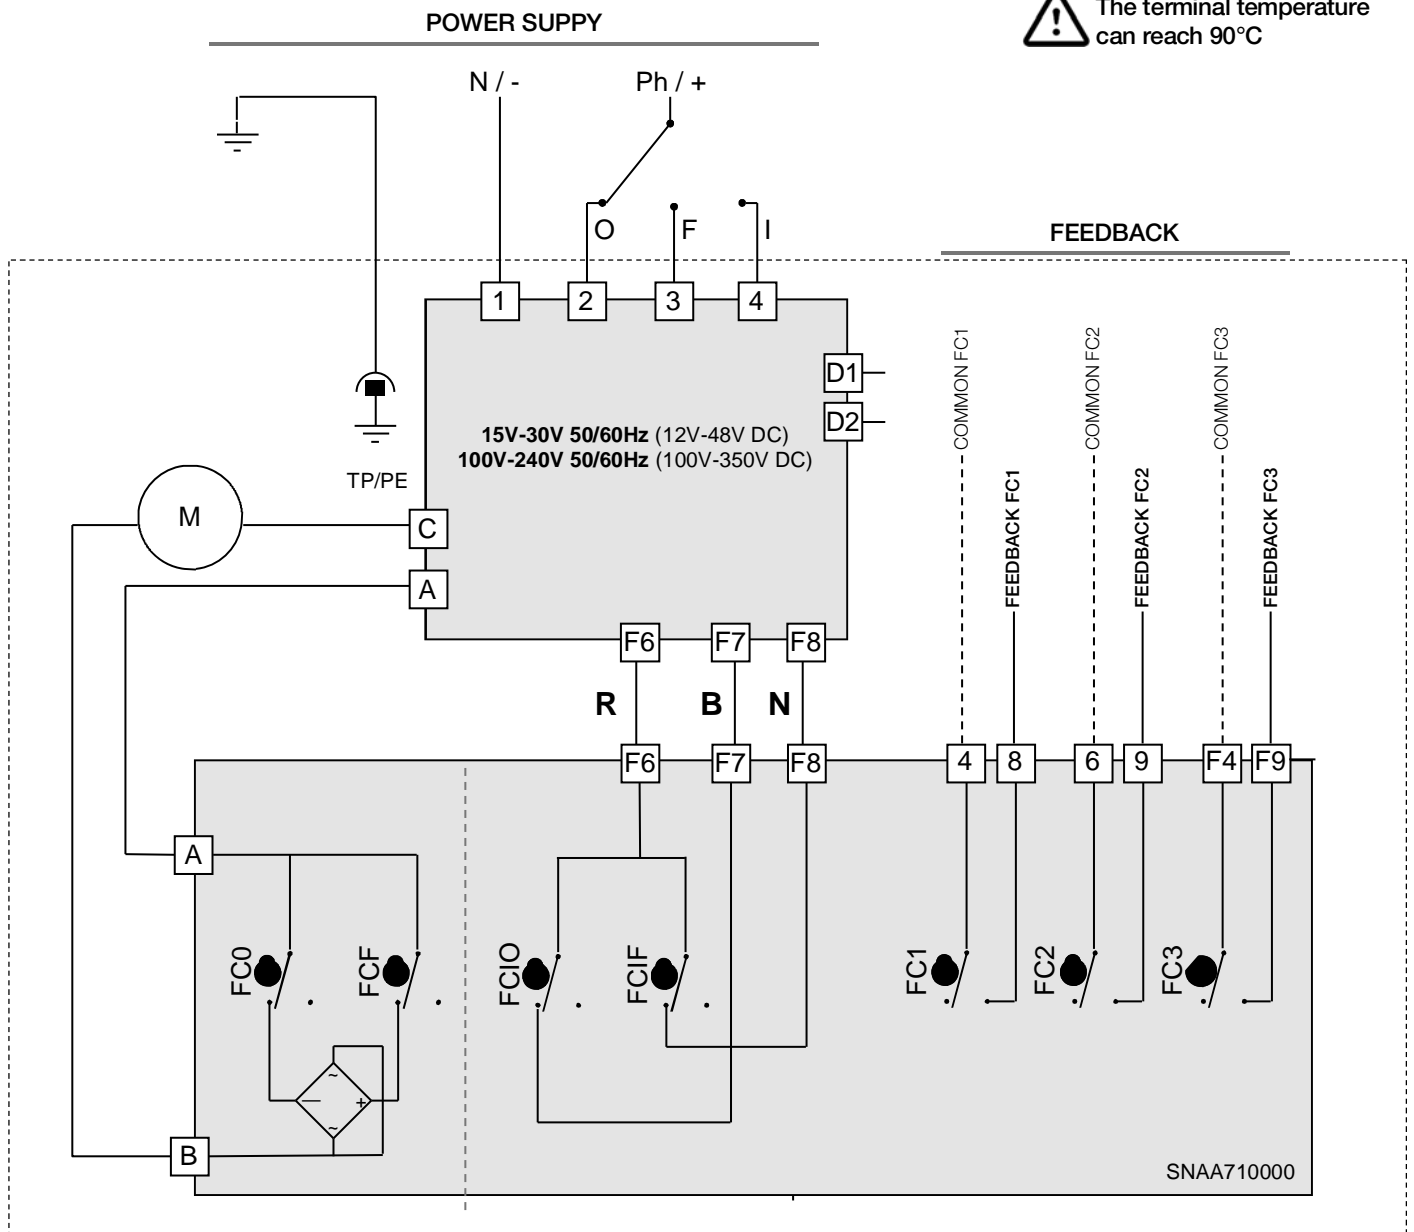 POWER SUPPY
The terminal temperature
can reach 90°C
N / -
Ph / +
O
F
I
FEEDBACK
1
2
3
4
D1
D2
15V-30V 50/60Hz (12V-48V DC)
100V-240V 50/60Hz (100V-350V DC)
TP/PE
M
C
A
COMMON FC1
FEEDBACK FC1
COMMON FC2
FEEDBACK FC2
COMMON FC3
FEEDBACK FC3
F6
F7
F8
R
B
N
F6
F7
F8
4
8
6
9
F4
F9
A
FC0
FCF
FCIO
FCIF
FC1
FC2
FC3
~
—
+
~
B
SNAA710000